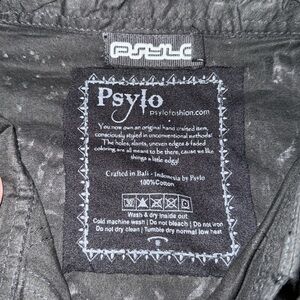 PSYLO
Psylo
psylofashion.com
You now own an original hand crafted item,
consciously styled in unconventional methods!
The holes, slants, uneven edges & faded
coloring are all meant to be there, cause we like
things a little edgy!
Crafted in Bali - Indonesia by Psylo
100%Cotton
Wash & dry inside out
Cold machine wash | Do not bleach | Do not iron
Do not dry clean | Tumble dry normal low heat